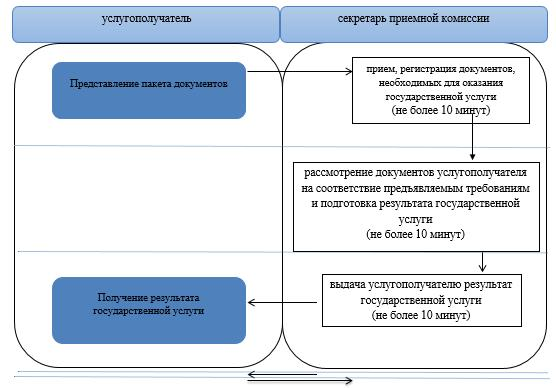 услугополучатель
секретарь приемной комиссии
Представление пакета документов
прием, регистрация документов,
необходимых для оказания
государственной услуги
(не более 10 минут)
рассмотрение документов услугополучателя
на соответствие предъявляемым требованиям
и подготовка результата государственной
услуги
(не более 10 минут)
Получение результата
государственной услуги
выдача услугополучателю результат
государственной услуги
(не более 10 минут)